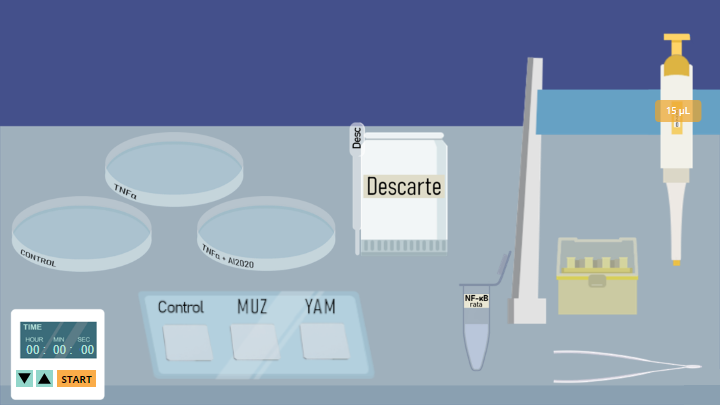 Desc
Descarte
15 µL
TNFα
CONTROL
TNFα + AI2020
Control MUZ YAM
NF-κB
rata
TIME
HOUR MIN SEC
00: 00: 00
START